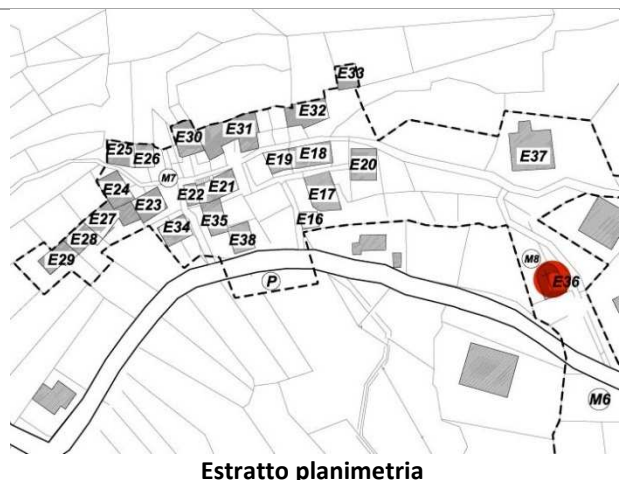 E33
E32
E31
E30
E25
E26
E19
E18
E20
E37
M7
E24
E22
E21
E17
E23
E27
E16
E34
E35
E28
E38
E29
M8
P
E36
M6
Estratto planimetria